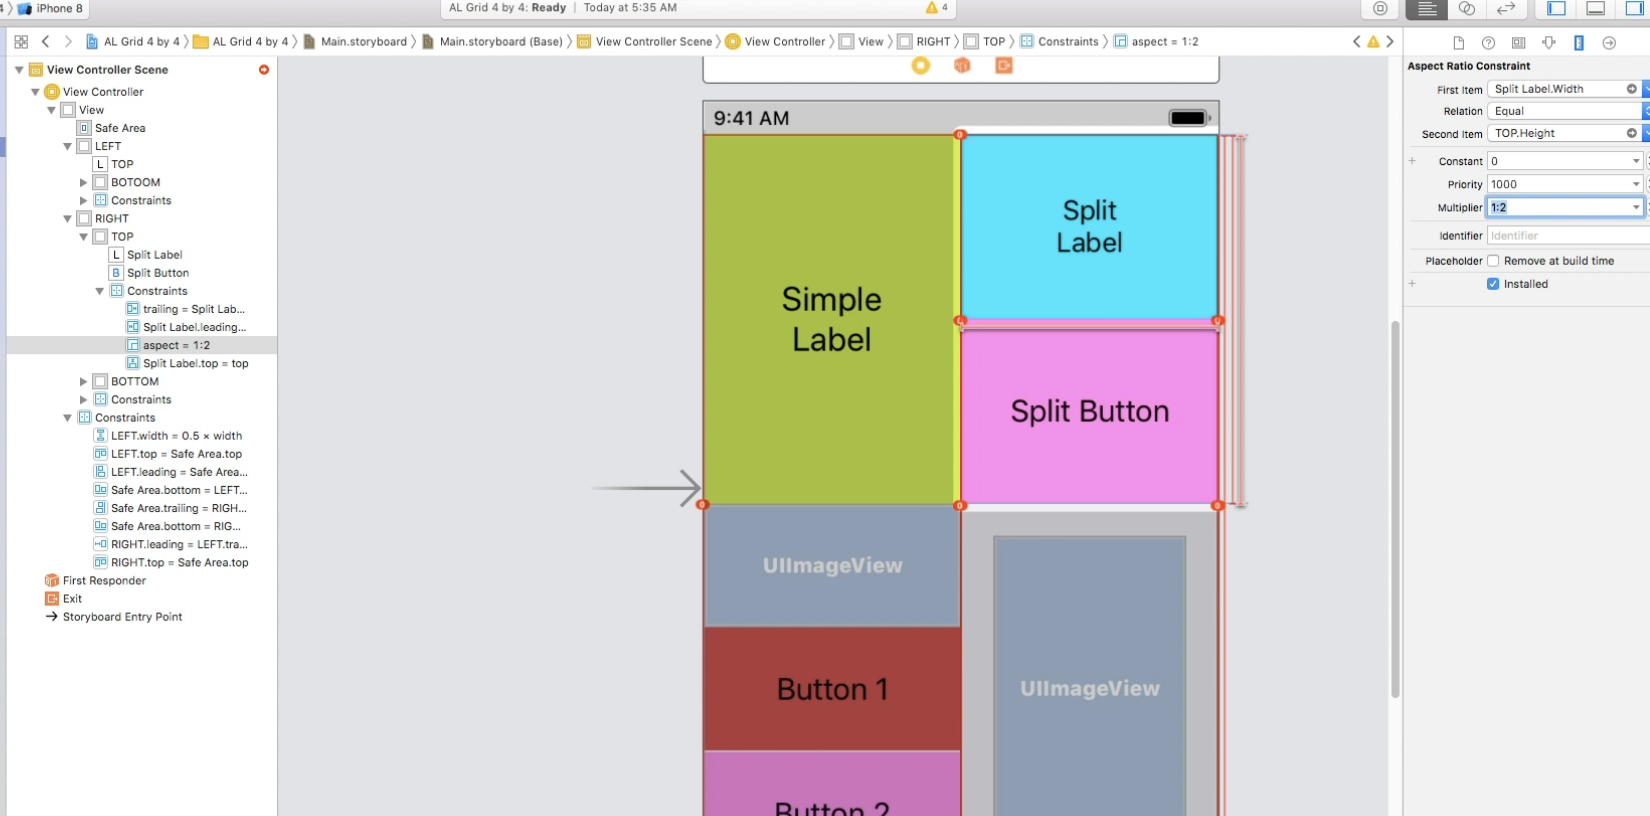 iPhone 8
AL Grid 4 by 4: Ready | Today at 5:35 AM
4
AL Grid 4 by 4 〉 AL Grid 4 by 4 〉 Main.storyboard 〉 Main.storyboard (Base) 〉 View Controller Scene 〉 View Controller 〉 View 〉 RIGHT 〉 TOP 〉 Constraints 〉 aspect = 1:2
View Controller Scene
View Controller
View
Safe Area
LEFT
L TOP
BOTOOM
Constraints
RIGHT
TOP
L Split Label
B Split Button
Constraints
trailing = Split Lab...
Split Label.leading...
aspect = 1:2
Split Label.top = top
BOTTOM
Constraints
Constraints
LEFT.width = 0.5 × width
LEFT.top = Safe Area.top
LEFT.leading = Safe Area...
Safe Area.bottom = LEFT...
Safe Area.trailing = RIGH...
Safe Area.bottom = RIG...
RIGHT.leading = LEFT.tra...
RIGHT.top = Safe Area.top
First Responder
Exit
Storyboard Entry Point
9:41 AM
Simple
Label
Split
Label
Split Button
UIImageView
Button 1
Button 2
UIImageView
Aspect Ratio Constraint
First Item Split Label.Width
Relation Equal
Second Item TOP.Height
Constant 0
Priority 1000
Multiplier 1:2
Identifier Identifier
Placeholder Remove at build time
Installed